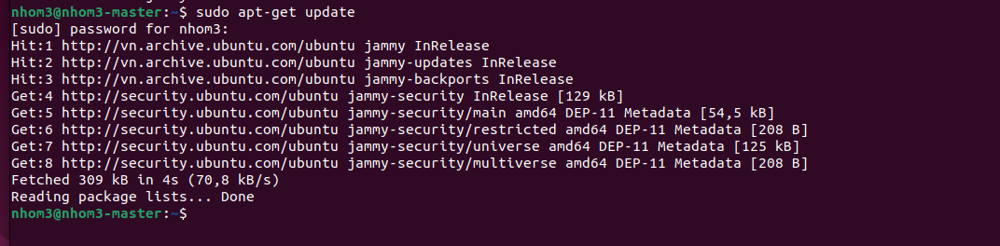 nhom3@nhom3-master:~$ sudo apt-get update
[sudo] password for nhom3:
Hit:1 http://vn.archive.ubuntu.com/ubuntu jammy InRelease
Hit:2 http://vn.archive.ubuntu.com/ubuntu jammy-updates InRelease
Hit:3 http://vn.archive.ubuntu.com/ubuntu jammy-backports InRelease
Get:4 http://security.ubuntu.com/ubuntu jammy-security InRelease [129 kB]
Get:5 http://security.ubuntu.com/ubuntu jammy-security/main amd64 DEP-11 Metadata [54,5 kB]
Get:6 http://security.ubuntu.com/ubuntu jammy-security/restricted amd64 DEP-11 Metadata [208 B]
Get:7 http://security.ubuntu.com/ubuntu jammy-security/universe amd64 DEP-11 Metadata [125 kB]
Get:8 http://security.ubuntu.com/ubuntu jammy-security/multiverse amd64 DEP-11 Metadata [208 B]
Fetched 309 kB in 4s (70,8 kB/s)
Reading package lists... Done
nhom3@nhom3-master:~$